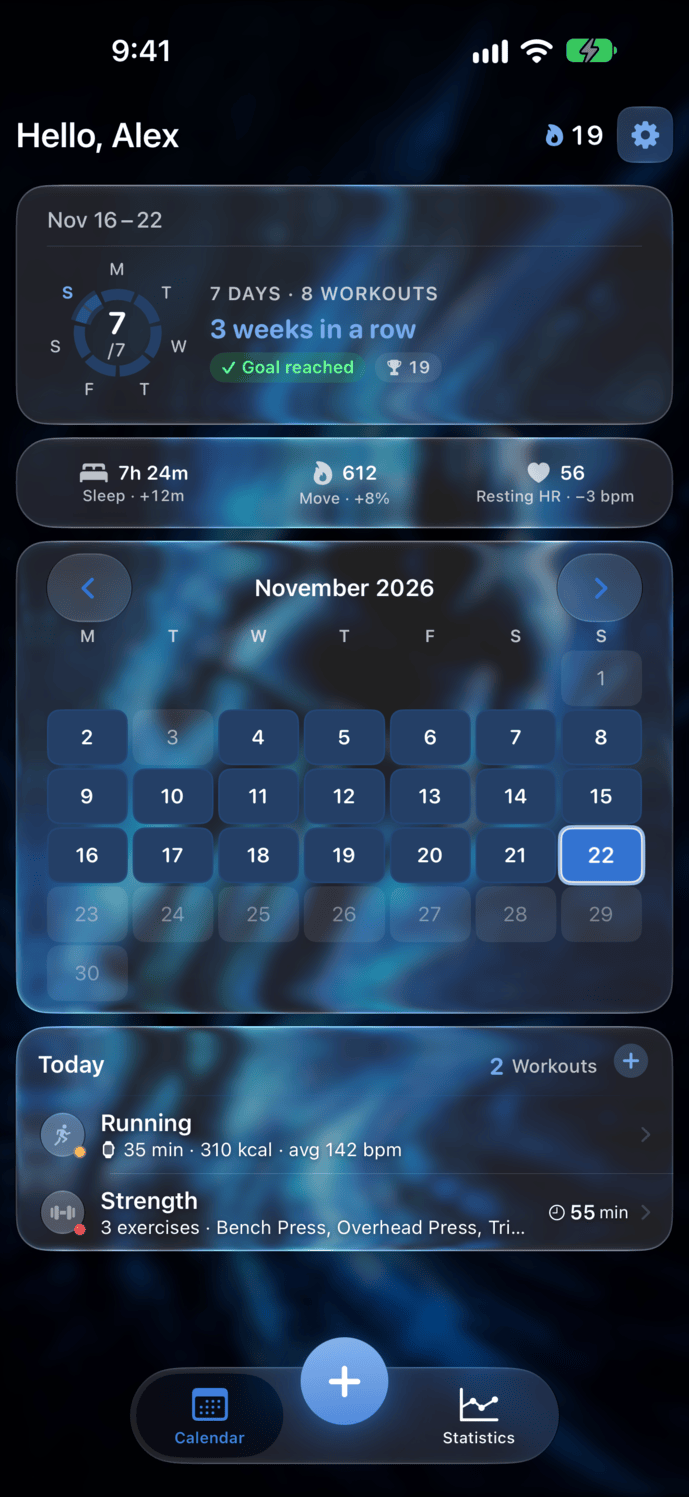 9:41
Hello, Alex
19
Nov 16–22
M
T
W
T
F
S
S
7
/7
7 DAYS · 8 WORKOUTS
3 weeks in a row
Goal reached
19
7h 24m
Sleep · +12m
612
Move · +8%
56
Resting HR · −3 bpm
November 2026
M T W T F S S
1
2 3 4 5 6 7 8
9 10 11 12 13 14 15
16 17 18 19 20 21 22
23 24 25 26 27 28 29
30
Today
2 Workouts
Running
35 min · 310 kcal · avg 142 bpm
Strength
3 exercises · Bench Press, Overhead Press, Tri...
55 min
Calendar
Statistics